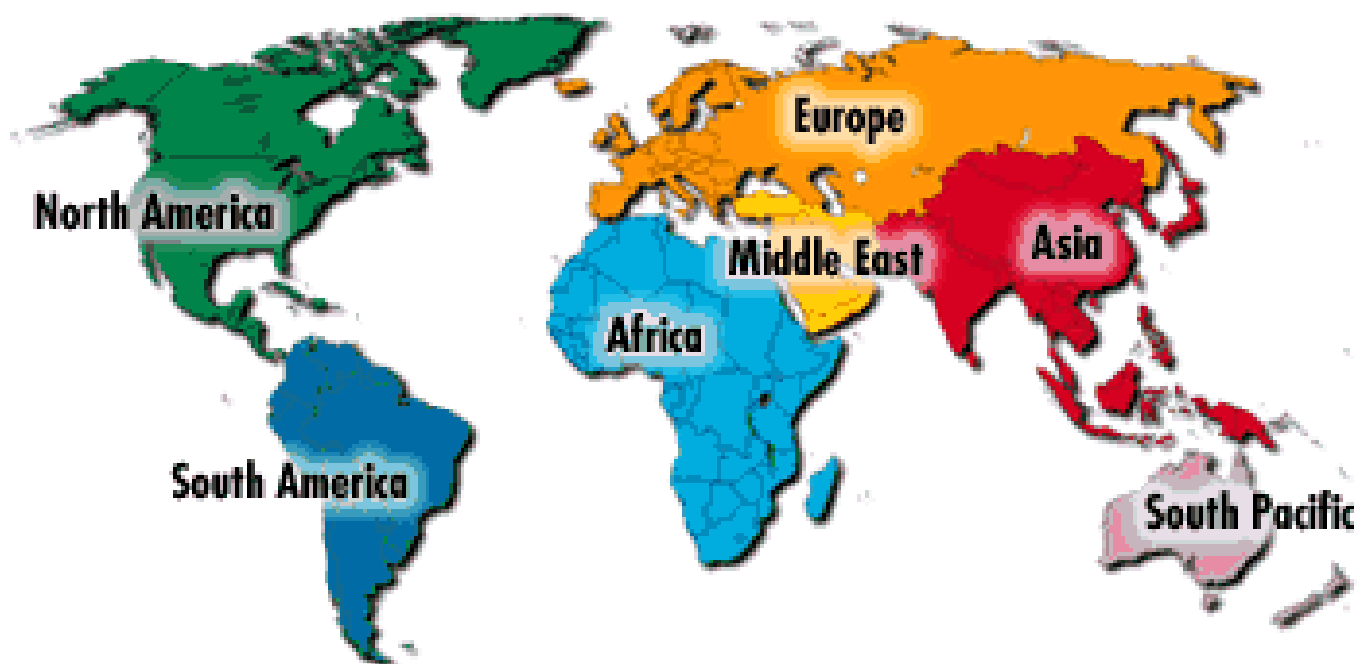 Europe
North America
Middle East
Asia
Africa
South America
South Pacific